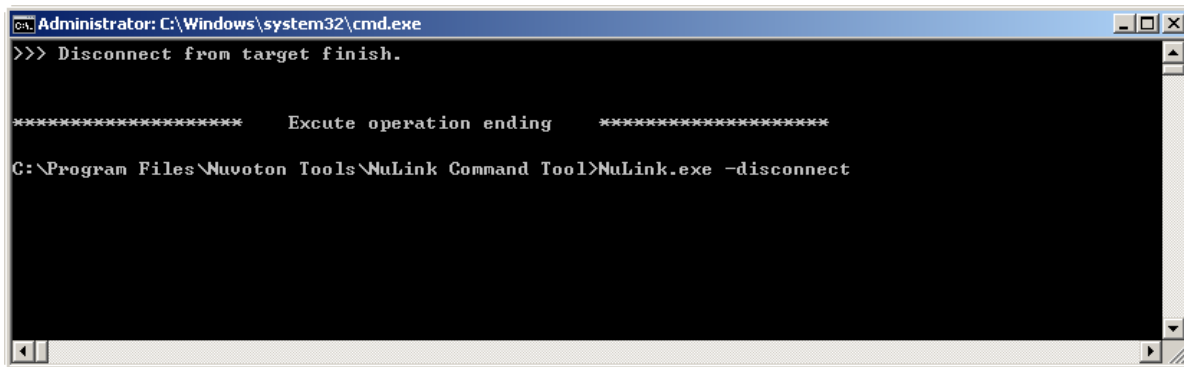 Administrator: C:\Windows\system32\cmd.exe
>>> Disconnect from target finish.
******************** Excute operation ending ********************
C:\Program Files\Nuvoton Tools\NuLink Command Tool>NuLink.exe -disconnect